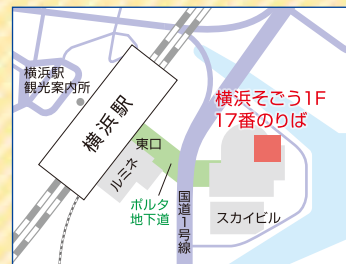 横浜駅
観光案内所
横浜駅
横浜そごう1F
17番のりば
東口
ルミネ
ポルタ
地下道
国道1号線
スカイビル